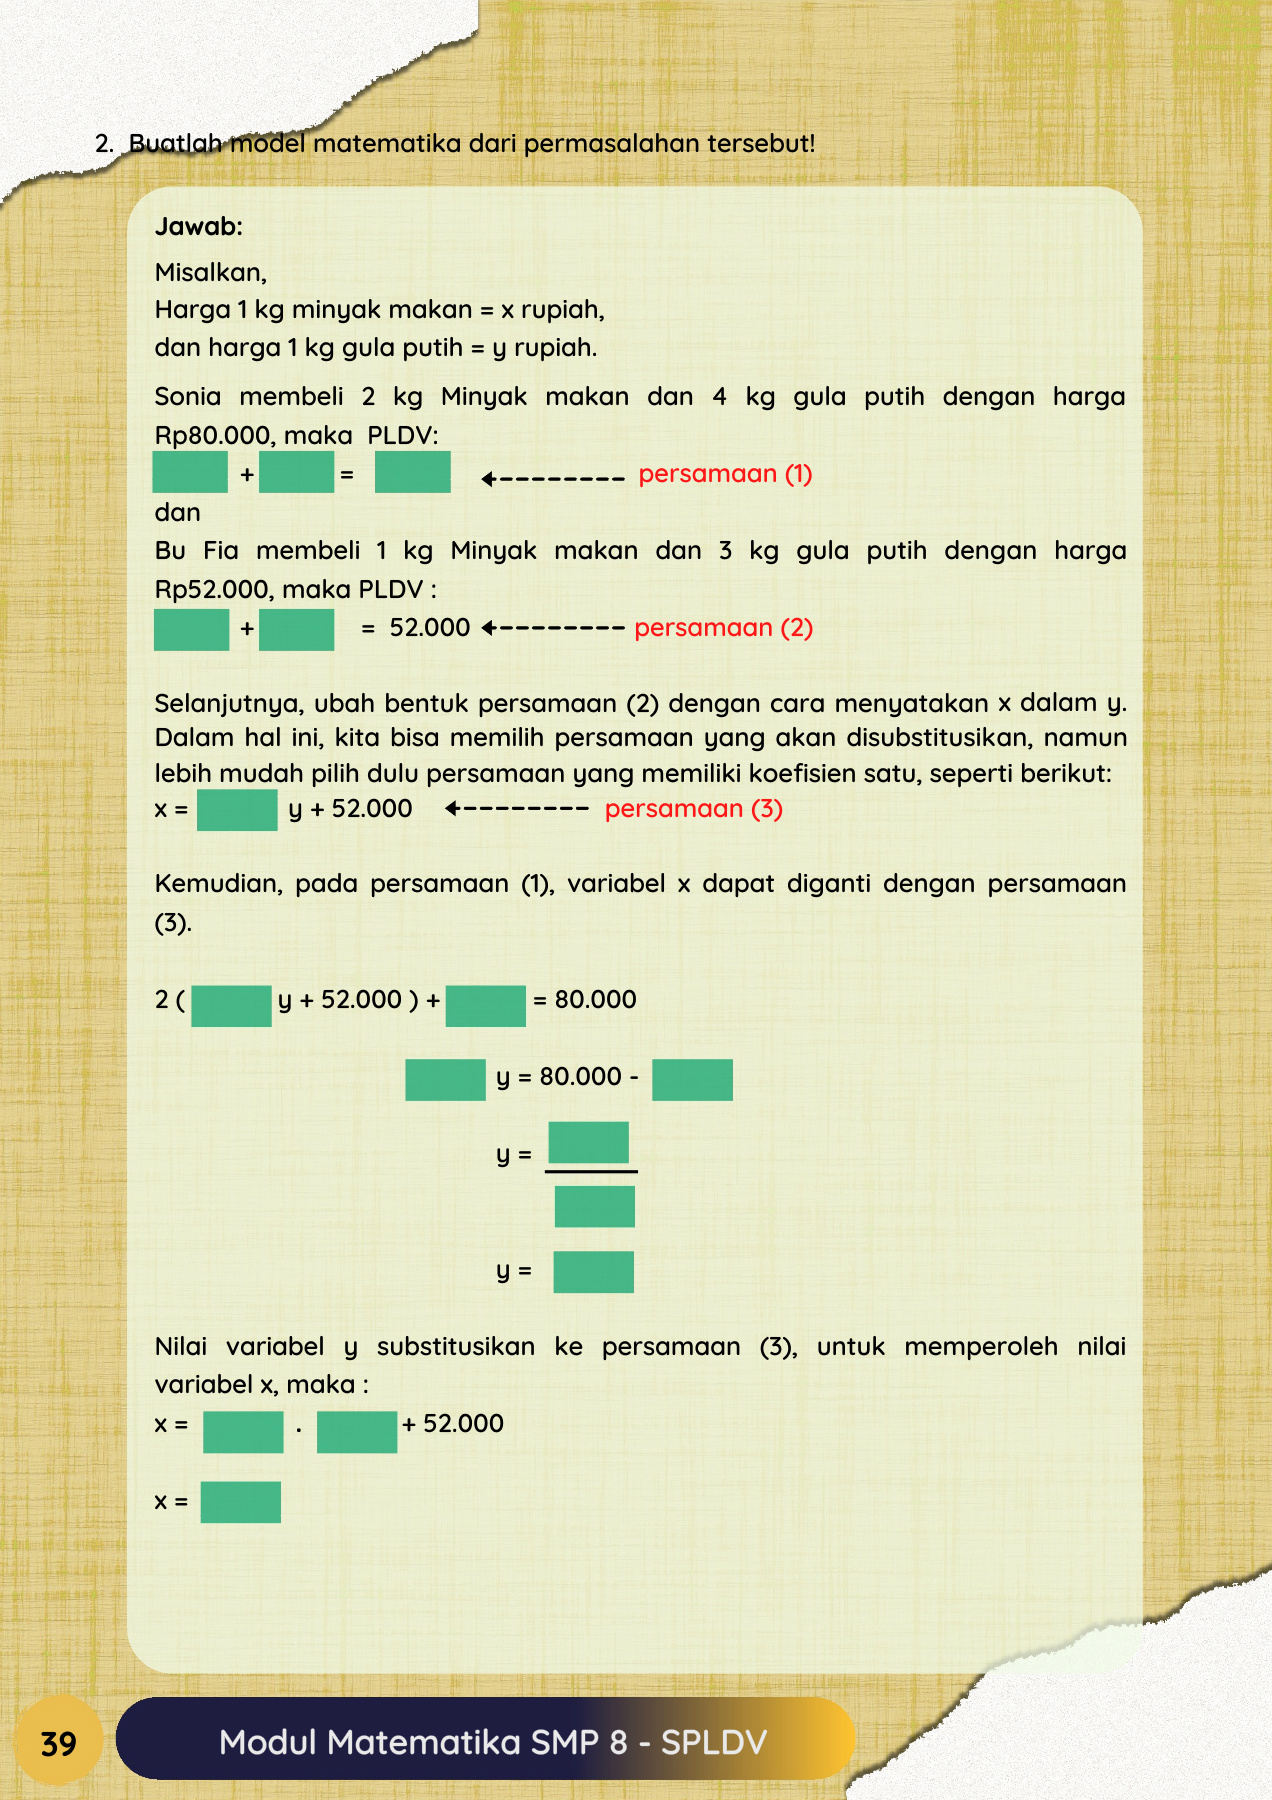 2. Buatlah model matematika dari permasalahan tersebut!
Jawab:
Misalkan,
Harga 1 kg minyak makan = x rupiah,
dan harga 1 kg gula putih = y rupiah.
Sonia membeli 2 kg Minyak makan dan 4 kg gula putih dengan harga
Rp80.000, maka PLDV:
+ = persamaan (1)
dan
Bu Fia membeli 1 kg Minyak makan dan 3 kg gula putih dengan harga
Rp52.000, maka PLDV :
+ = 52.000 persamaan (2)
Selanjutnya, ubah bentuk persamaan (2) dengan cara menyatakan x dalam y.
Dalam hal ini, kita bisa memilih persamaan yang akan disubstitusikan, namun
lebih mudah pilih dulu persamaan yang memiliki koefisien satu, seperti berikut:
x = y + 52.000 persamaan (3)
Kemudian, pada persamaan (1), variabel x dapat diganti dengan persamaan
(3).
2 ( y + 52.000 ) + = 80.000
y = 80.000 -
y =
y =
Nilai variabel y substitusikan ke persamaan (3), untuk memperoleh nilai
variabel x, maka :
x = . + 52.000
x =
39
Modul Matematika SMP 8 - SPLDV